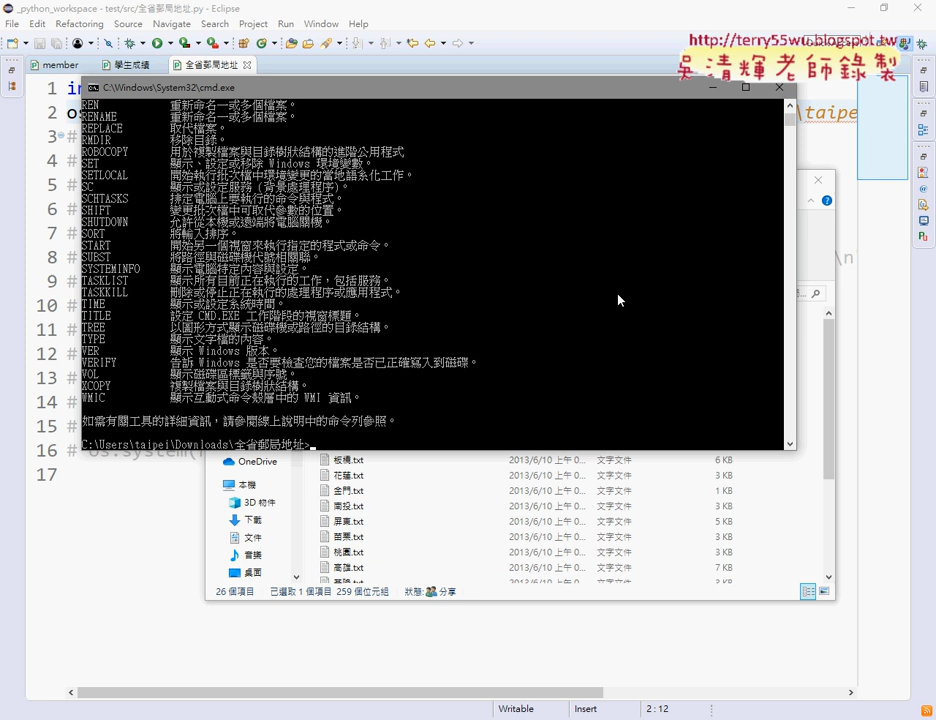 _python_workspace - test/src/全省郵局地址.py - Eclipse
File Edit Refactoring Source Navigate Search Project Run Window Help
http://terry55wu.blogspot.tw
吳清輝老師錄製
member 學生成績 全省郵局地址
C:\Windows\System32\cmd.exe
1 in
2 os \taipe
3 #
4 #
5 #
6 #
7 #
8 # \n'
9 #
10 #
11 #
12 #
13 #
14 #
15 #
16 # os.system(
17
REN 重新命名一或多個檔案。
RENAME 重新命名一或多個檔案。
REPLACE 取代檔案。
RMDIR 移除目錄。
ROBOCOPY 用於複製檔案與目錄樹狀結構的進階公用程式
SET 顯示、設定或移除 Windows 環境變數。
SETLOCAL 開始執行批次檔中環境變更的當地語系化工作。
SC 顯示或設定服務 (背景處理程序)。
SCHTASKS 排定電腦上要執行的命令與程式。
SHIFT 變更批次檔中可取代參數的位置。
SHUTDOWN 允許從本機或遠端將電腦關機。
SORT 將輸入排序。
START 開始另一個視窗來執行指定的程式或命令。
SUBST 將路徑與磁碟機代號相關聯。
SYSTEMINFO 顯示電腦特定內容與設定。
TASKLIST 顯示所有目前正在執行的工作，包括服務。
TASKKILL 刪除或停止正在執行的處理程序或應用程式。
TIME 顯示或設定系統時間。
TITLE 設定 CMD.EXE 工作階段的視窗標題。
TREE 以圖形方式顯示磁碟機或路徑的目錄結構。
TYPE 顯示文字檔的內容。
VER 顯示 Windows 版本。
VERIFY 告訴 Windows 是否要檢查您的檔案是否已正確寫入到磁碟。
VOL 顯示磁碟區標籤與序號。
XCOPY 複製檔案與目錄樹狀結構。
WMIC 顯示互動式命令殼層中的 WMI 資訊。
如需有關工具的詳細資訊，請參閱線上說明中的命令列參照。
C:\Users\taipei\Downloads\全省郵局地址>
OneDrive
本機
3D 物件
下載
文件
音樂
桌面
板橋.txt 2013/6/10 上午 0... 文字文件 6 KB
花蓮.txt 2013/6/10 上午 0... 文字文件 3 KB
金門.txt 2013/6/10 上午 0... 文字文件 1 KB
南投.txt 2013/6/10 上午 0... 文字文件 3 KB
屏東.txt 2013/6/10 上午 0... 文字文件 5 KB
苗栗.txt 2013/6/10 上午 0... 文字文件 3 KB
桃園.txt 2013/6/10 上午 0... 文字文件 3 KB
高雄.txt 2013/6/10 上午 0... 文字文件 7 KB
26 個項目 已選取 1 個項目 259 個位元組 狀態: 分享
Writable Insert 2 : 12